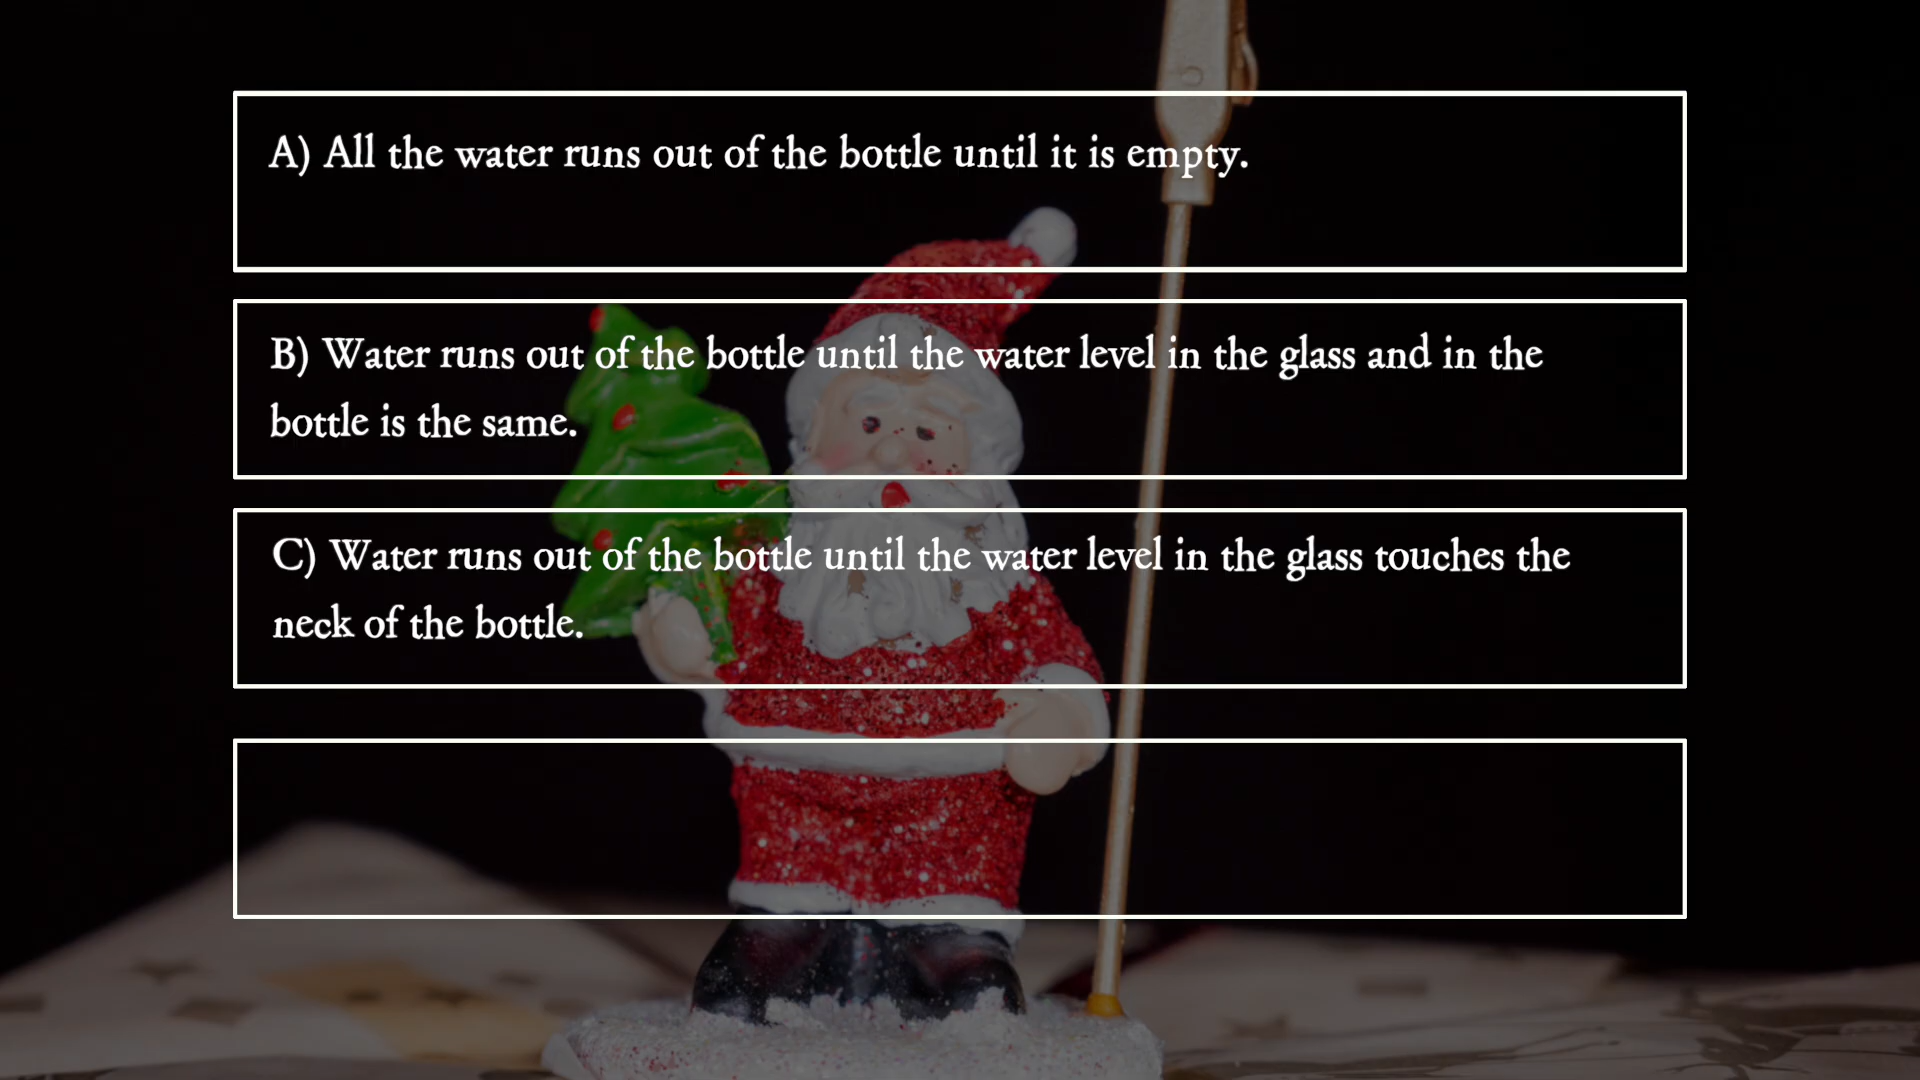 A) All the water runs out of the bottle until it is empty.
B) Water runs out of the bottle until the water level in the glass and in the
bottle is the same.
C) Water runs out of the bottle until the water level in the glass touches the
neck of the bottle.